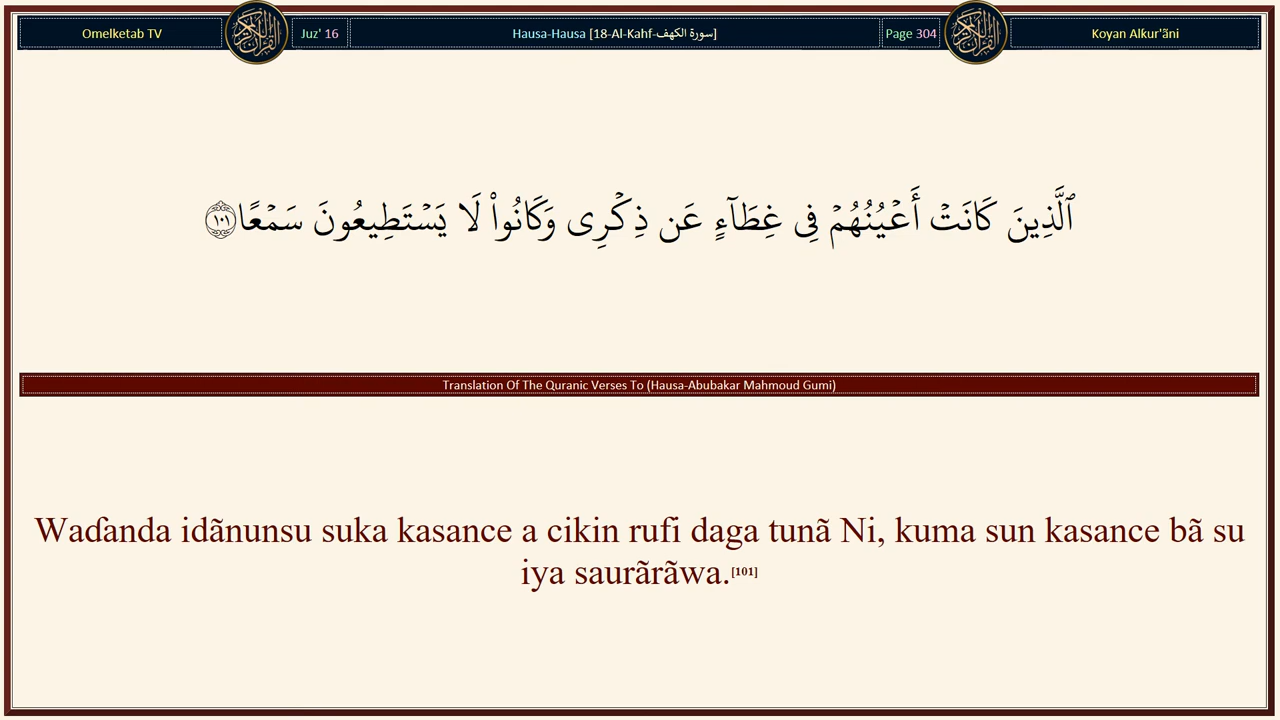 Omelketab TV
Juz' 16
Hausa-Hausa [18-Al-Kahf-سورة الكهف]
Page 304
Koyan Alƙur'ãni
ٱلَّذِينَ كَانَتۡ أَعۡيُنُهُمۡ فِى غِطَآءٍ عَن ذِكۡرِى وَكَانُواْ لَا يَسۡتَطِيعُونَ سَمۡعًا ١٠١
Translation Of The Quranic Verses To (Hausa-Abubakar Mahmoud Gumi)
Waɗanda idãnunsu suka kasance a cikin rufi daga tunã Ni, kuma sun kasance bã su
iya saurãrãwa.[101]